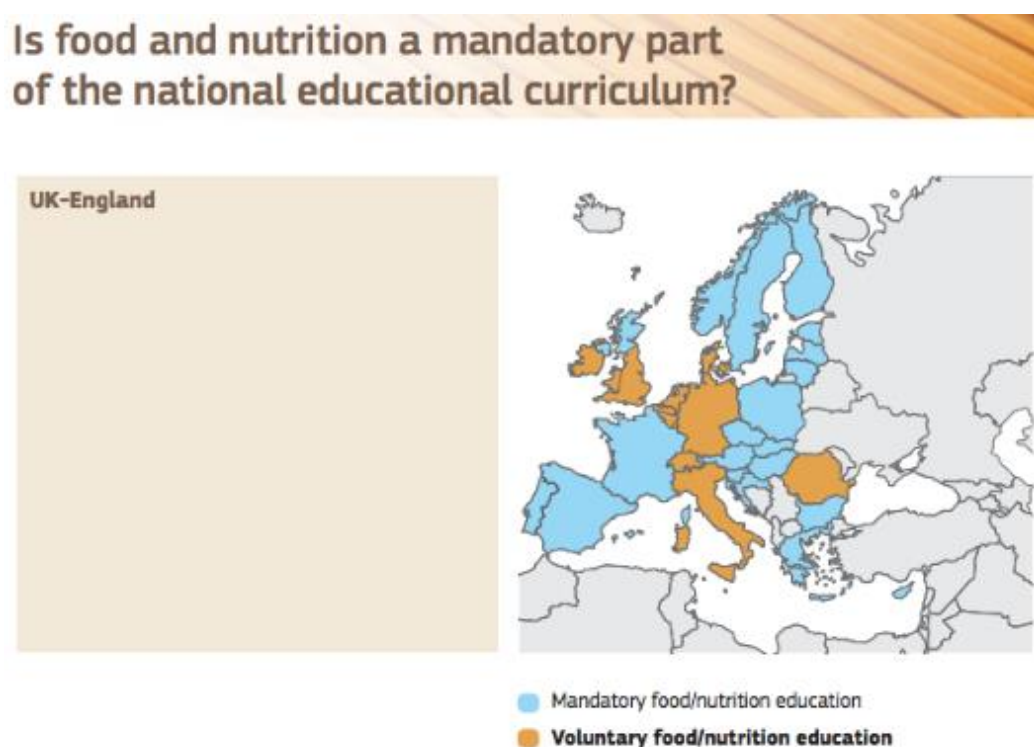 Is food and nutrition a mandatory part
of the national educational curriculum?
UK-England
Mandatory food/nutrition education
Voluntary food/nutrition education